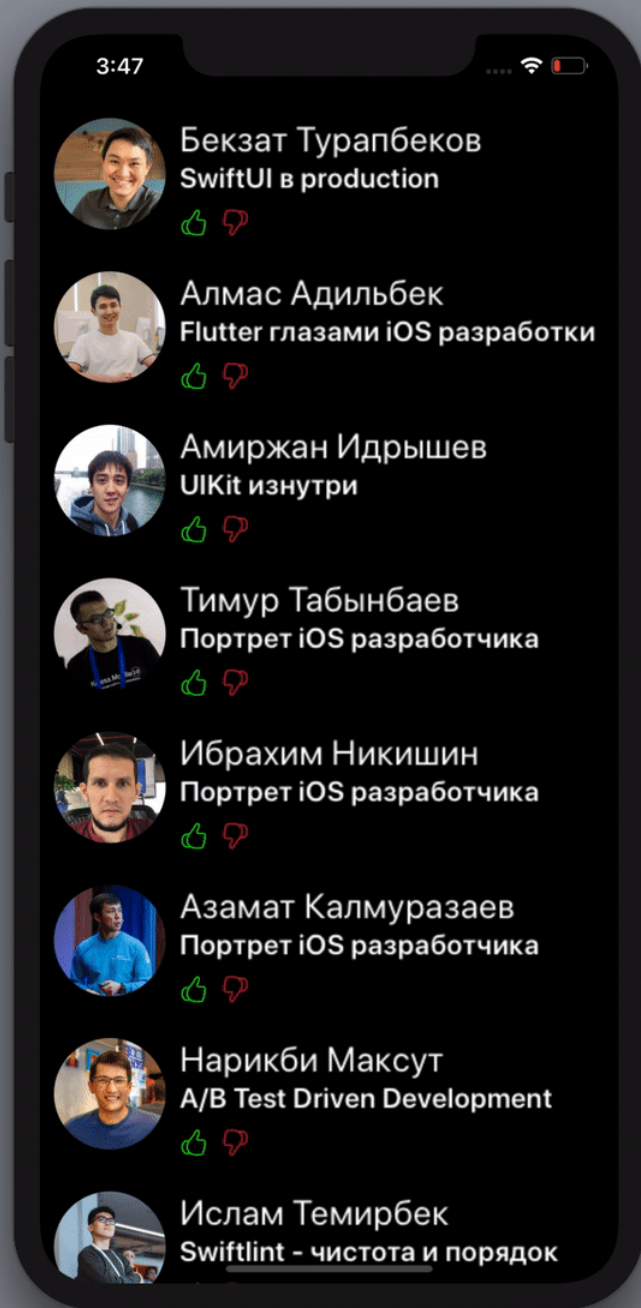 3:47
Бекзат Турапбеков
SwiftUI в production
Алмас Адильбек
Flutter глазами iOS разработки
Амиржан Идрышев
UIKit изнутри
Тимур Табынбаев
Портрет iOS разработчика
Ибрахим Никишин
Портрет iOS разработчика
Азамат Калмуразаев
Портрет iOS разработчика
Нарикби Максут
A/B Test Driven Development
Ислам Темирбек
Swiftlint - чистота и порядок